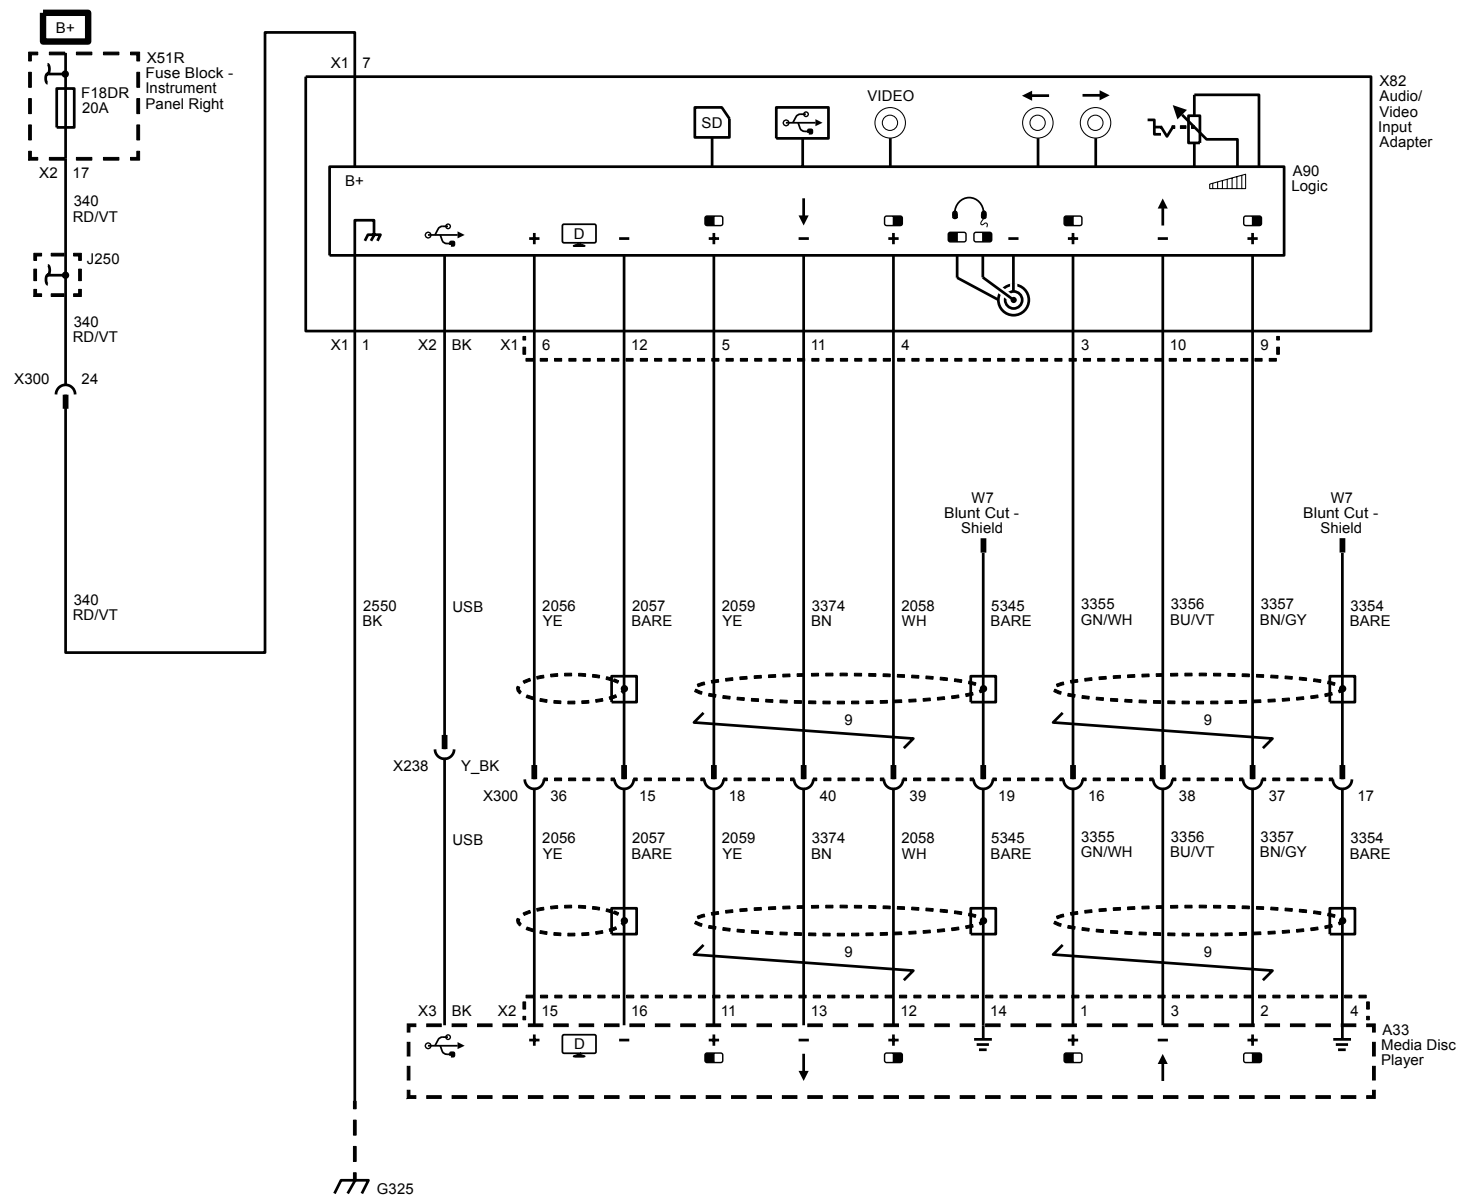 B+
X51R
Fuse Block -
Instrument
Panel Right
F18DR
20A
X2 17
340
RD/VT
J250
340
RD/VT
X300 24
340
RD/VT
X1 7
X82
Audio/
Video
Input
Adapter
SD
VIDEO
A90
Logic
B+
+ D − + − + − + − +
X1 1 X2 BK X1 6 12 5 11 4 3 10 9
W7
Blunt Cut -
Shield
W7
Blunt Cut -
Shield
2550
BK
USB
2056
YE
2057
BARE
2059
YE
3374
BN
2058
WH
5345
BARE
3355
GN/WH
3356
BU/VT
3357
BN/GY
3354
BARE
9 9
X238 Y_BK
X300 36 15 18 40 39 19 16 38 37 17
USB
2056
YE
2057
BARE
2059
YE
3374
BN
2058
WH
5345
BARE
3355
GN/WH
3356
BU/VT
3357
BN/GY
3354
BARE
9 9
X3 BK X2 15 16 11 13 12 14 1 3 2 4
+ D − + − + + − +
A33
Media Disc
Player
G325